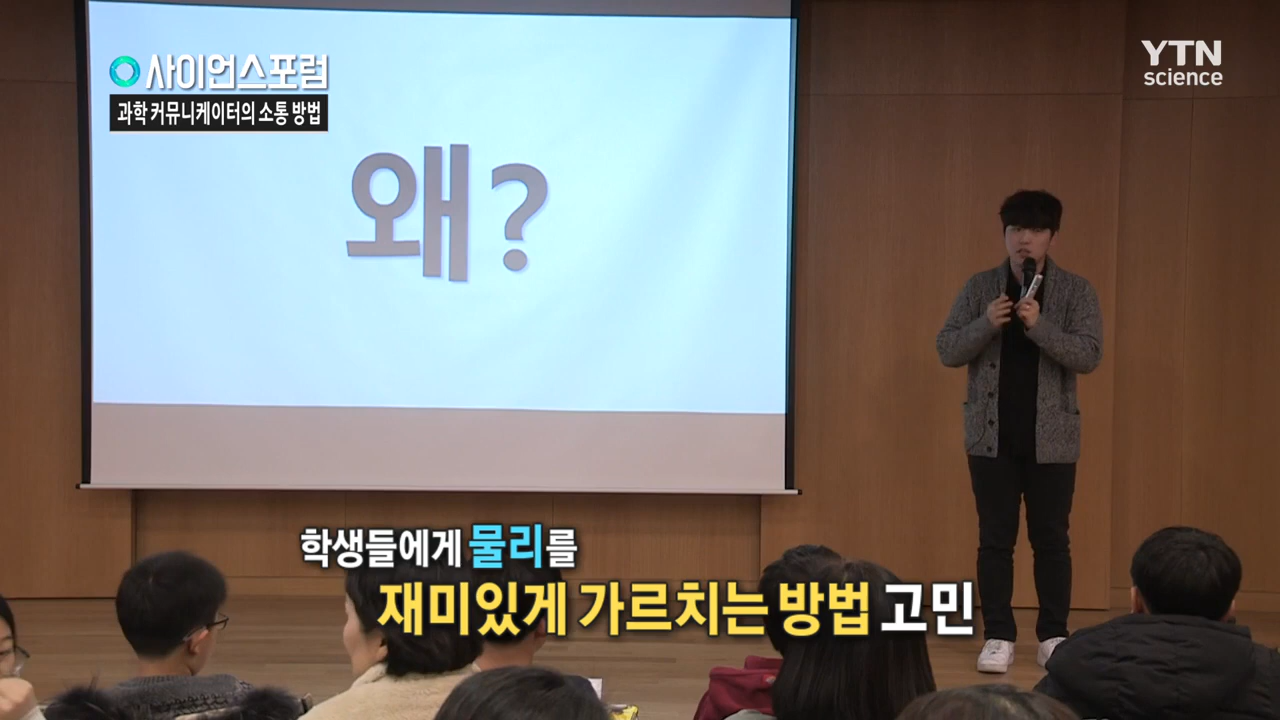 사이언스포럼
과학 커뮤니케이터의 소통 방법
YTN
science
왜?
학생들에게 물리를
재미있게 가르치는 방법 고민